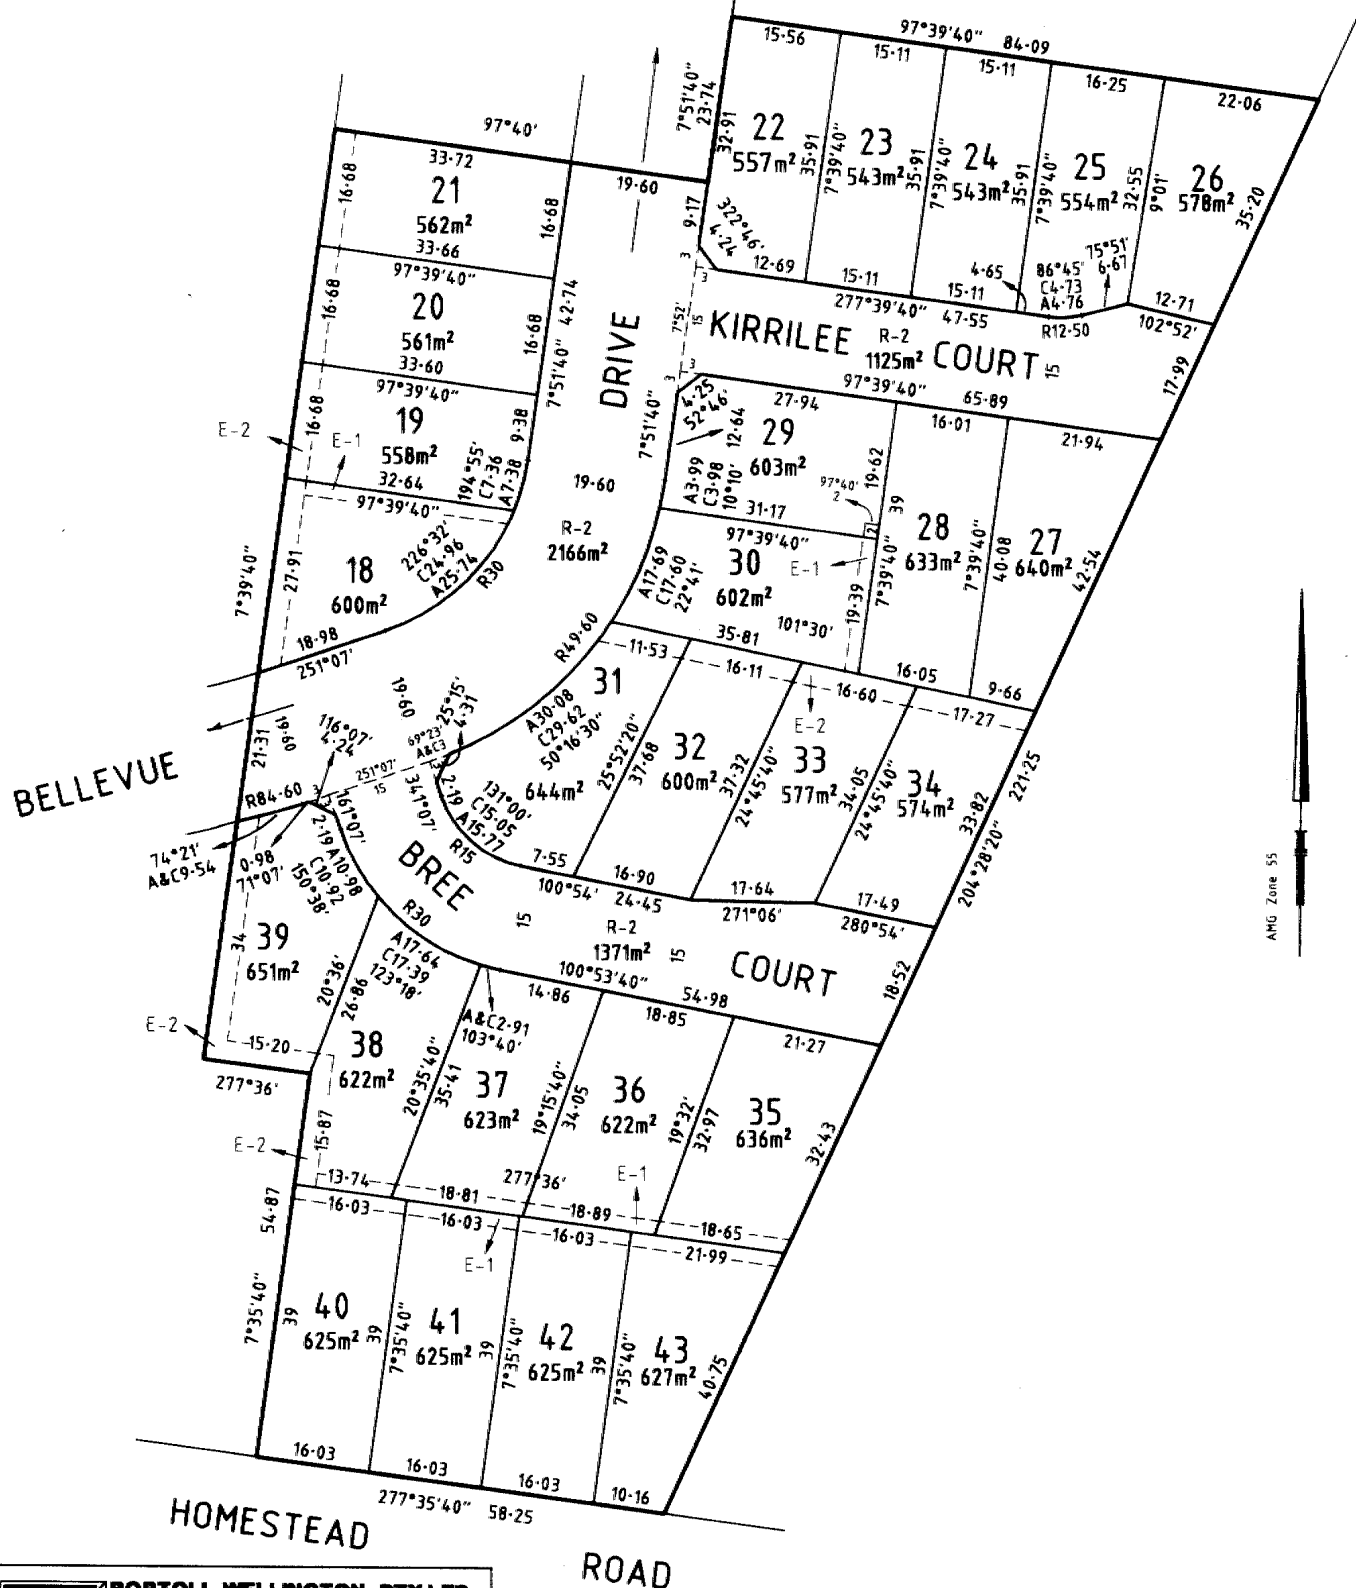 97°39'40" 84·09
15·56
15·11
15·11
16·25
22·06
7°51'40"
23·74
32·91
22
557m²
35·91
7°39'40"
23
543m²
35·91
7°39'40"
24
543m²
35·91
7°39'40"
25
554m²
32·55
9°01'
26
578m²
35·20
97°40'
33·72
16·68
21
562m²
16·68
33·66
97°39'40"
19·60
9·17
322°46'
4·24
3
3
12·69
15·11
15·11
4·65
86°45'
C4·73
A4·76
75°51'
6·67
12·71
102°52'
R12·50
277°39'40"
47·55
16·68
20
561m²
16·68
33·60
97°39'40"
7°51'40" 42·74
DRIVE
7°52'
15
KIRRILEE
R-2
1125m²
COURT
15
17·99
3
3
97°39'40"
65·89
4·25
52°46'
27·94
16·01
21·94
16·68
19
558m²
9·38
32·64
97°39'40"
194°55'
C7·36
A7·38
E-2
E-1
7°51'40"
12·64
29
603m²
A3·99
C3·98
10°10'
31·17
97°39'40"
19·62
39
97°40'
2
2
28
633m²
7°39'40"
40·08
27
640m²
42·54
19·60
R-2
2166m²
7°39'40"
27·91
18
600m²
226°32'
C24·96
A25·74
R30
18·98
251°07'
A17·69
C17·60
22°41'
30
602m²
E-1
7°39'40"
19·39
101°30'
35·81
16·05
9·66
R49·60
11·53
16·11
16·60
17·27
31
A30·08
C29·62
50°16'30"
644m²
25°52'20"
37·68
32
600m²
37·32
24°45'40"
E-2
33
577m²
34·05
24°45'40"
34
574m²
33·82
221·25
204°28'20"
BELLEVUE
21·31
19·60
116°07'
4·24
19·60
69°23'
A&C3
25°15'
4·31
251°07'
15
3
3
3
R84·60
74°21'
A&C9·54
0·98
71°07'
2·19
161°07'
A10·98
C10·92
150°38'
341°07'
2·19
131°00'
C15·05
A15·77
R15
BREE
7·55
16·90
100°54'
24·45
17·64
271°06'
17·49
280°54'
R30
15
R-2
1371m²
15
COURT
18·52
39
651m²
34
20°36'
26·86
A17·64
C17·39
123°18'
100°53'40"
54·98
14·86
18·85
21·27
A&C2·91
103°40'
E-2
15·20
277°36'
38
622m²
20°35'40"
35·41
37
623m²
19°15'40"
34·05
36
622m²
19°32'
32·97
35
636m²
32·43
E-2
15·87
13·74
18·81
277°36'
18·89
E-1
18·65
54·87
16·03
16·03
16·03
21·99
E-1
7°35'40"
39
40
625m²
39
7°35'40"
41
625m²
39
7°35'40"
42
625m²
39
7°35'40"
43
627m²
40·75
16·03
16·03
16·03
10·16
277°35'40" 58·25
HOMESTEAD
ROAD
AMG Zone 55
BORTOLI WELLINGTON PTY LTD